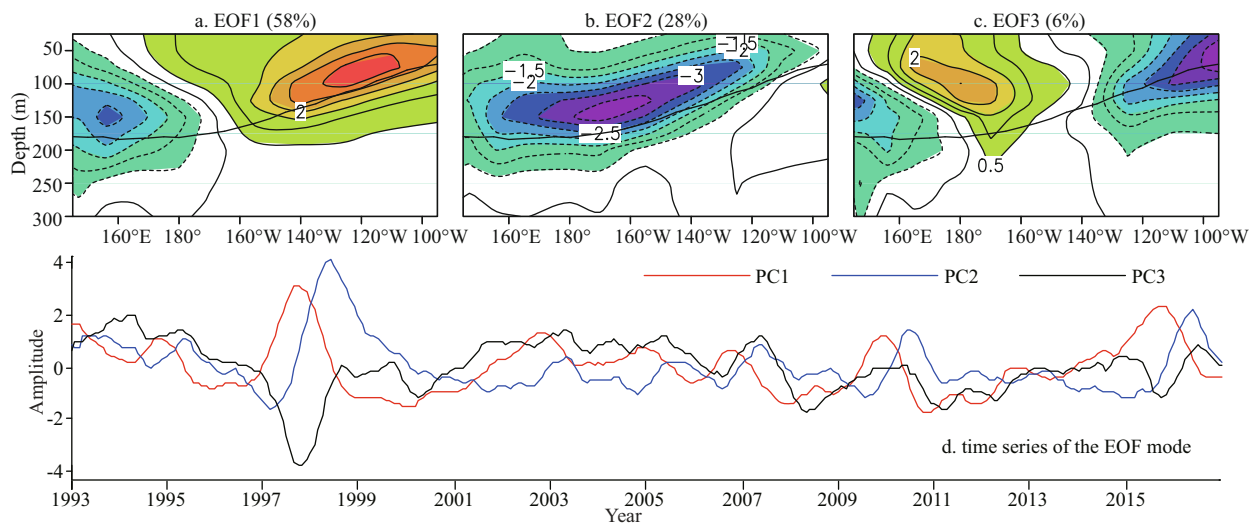 a. EOF1 (58%)
b. EOF2 (28%)
c. EOF3 (6%)
Depth (m)
50
100
150
200
250
300
2
160°E 180° 160°W 140°W 120°W 100°W
-1.5
-2
-1.5
-2
-3
-2.5
160°E 180° 160°W 140°W 120°W 100°W
2
0.5
160°E 180° 160°W 140°W 120°W 100°W
PC1 PC2 PC3
Amplitude
4
2
0
-2
-4
d. time series of the EOF mode
1993 1995 1997 1999 2001 2003 2005 2007 2009 2011 2013 2015
Year